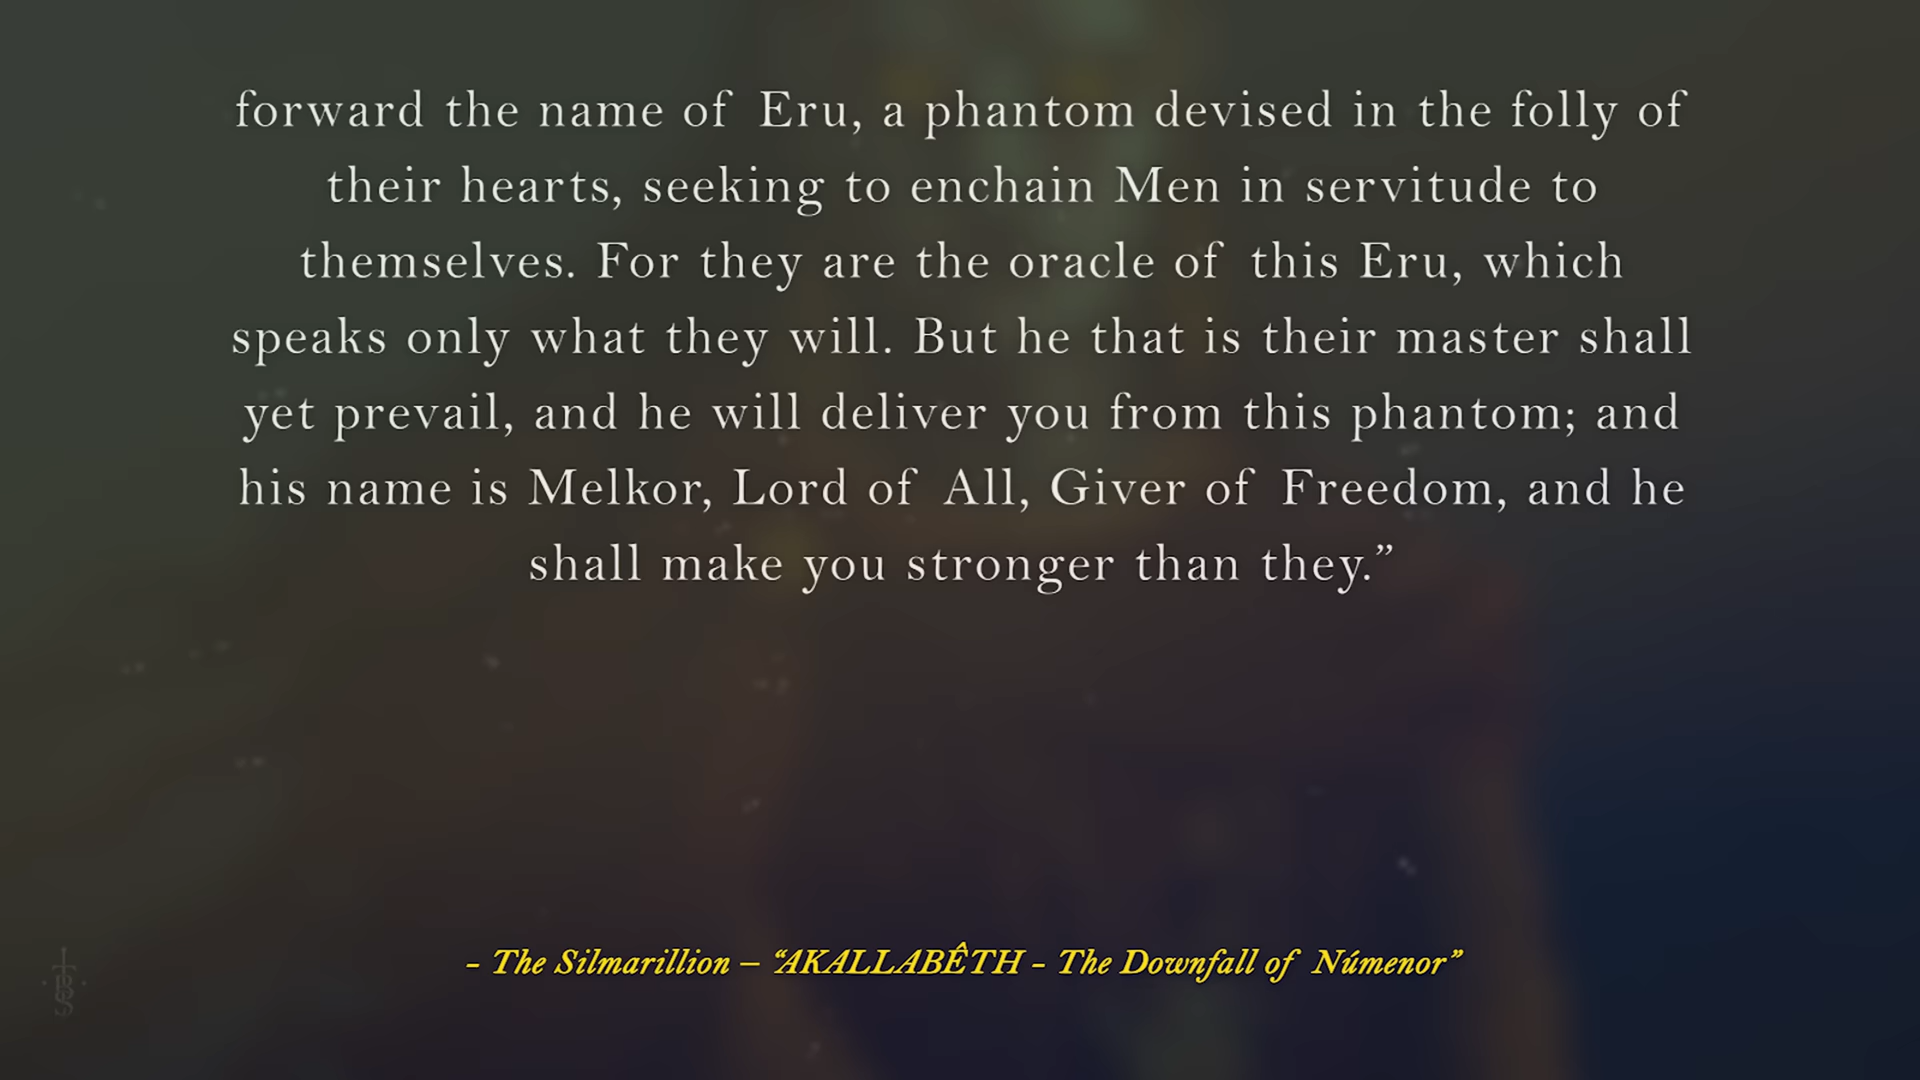 forward the name of Eru, a phantom devised in the folly of
their hearts, seeking to enchain Men in servitude to
themselves. For they are the oracle of this Eru, which
speaks only what they will. But he that is their master shall
yet prevail, and he will deliver you from this phantom; and
his name is Melkor, Lord of All, Giver of Freedom, and he
shall make you stronger than they.”
- The Silmarillion – “AKALLABÊTH - The Downfall of Númenor”